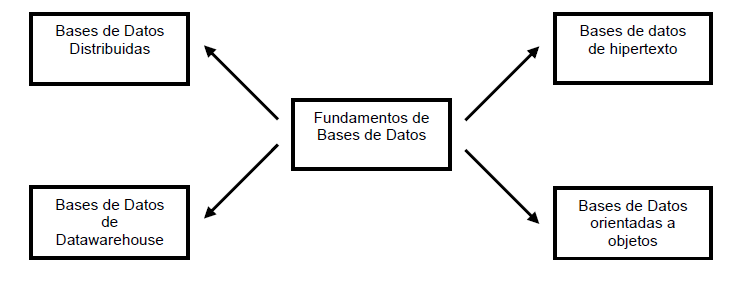 Bases de Datos
Distribuidas
Bases de datos
de hipertexto
Fundamentos de
Bases de Datos
Bases de Datos
de
Datawarehouse
Bases de Datos
orientadas a
objetos